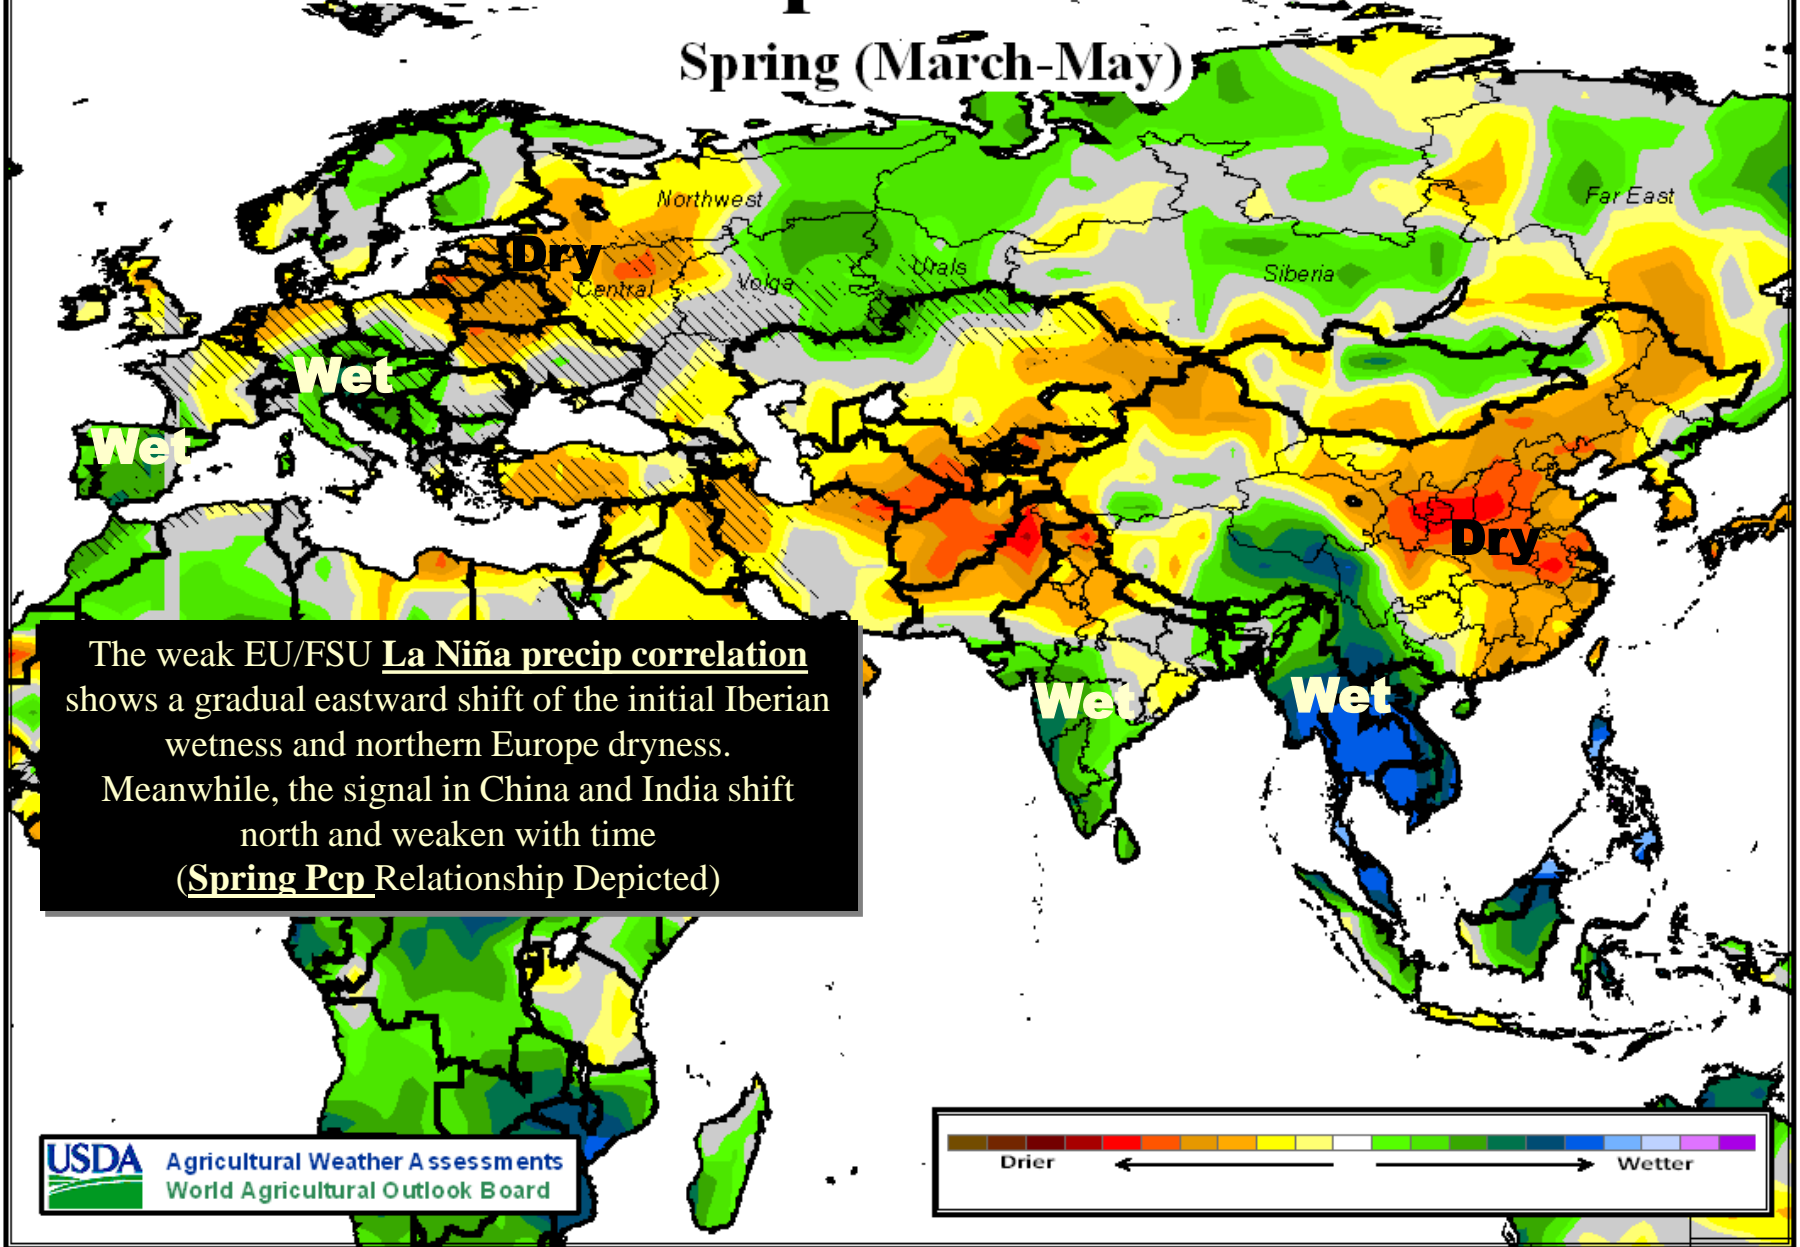 Spring (March-May)
Northwest
Far East
Dry
Central
Volga
Urals
Siberia
Wet
Wet
Dry
Wet
Wet
The weak EU/FSU La Niña precip correlation
shows a gradual eastward shift of the initial Iberian
wetness and northern Europe dryness.
Meanwhile, the signal in China and India shift
north and weaken with time
(Spring Pcp Relationship Depicted)
USDA
Agricultural Weather Assessments
World Agricultural Outlook Board
Drier
Wetter